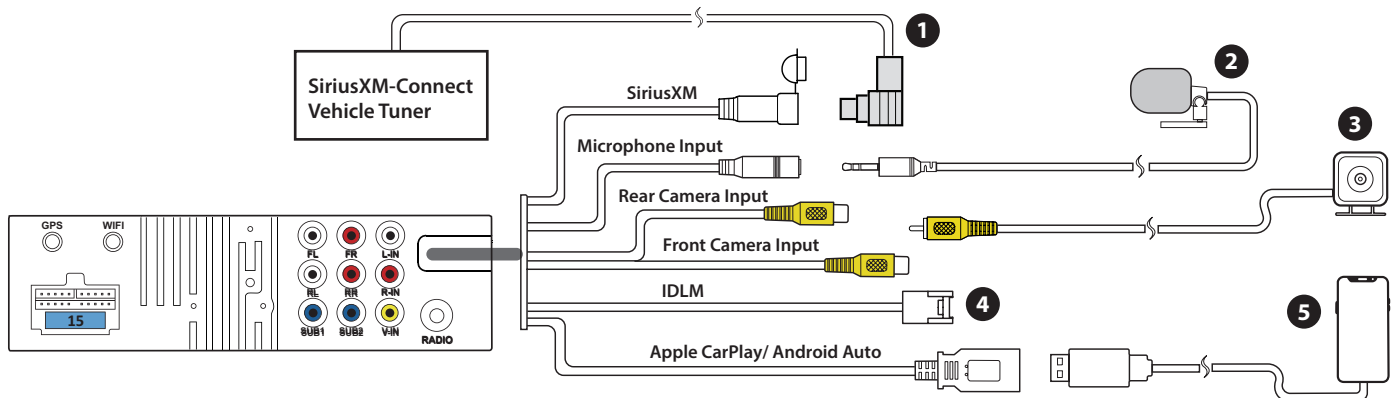 1
SiriusXM-Connect
Vehicle Tuner
SiriusXM
2
Microphone Input
3
Rear Camera Input
GPS
WIFI
FL
FR
L-IN
Front Camera Input
RL
RR
R-IN
IDLM
4
15
SUB1
SUB2
V-IN
RADIO
5
Apple CarPlay/ Android Auto